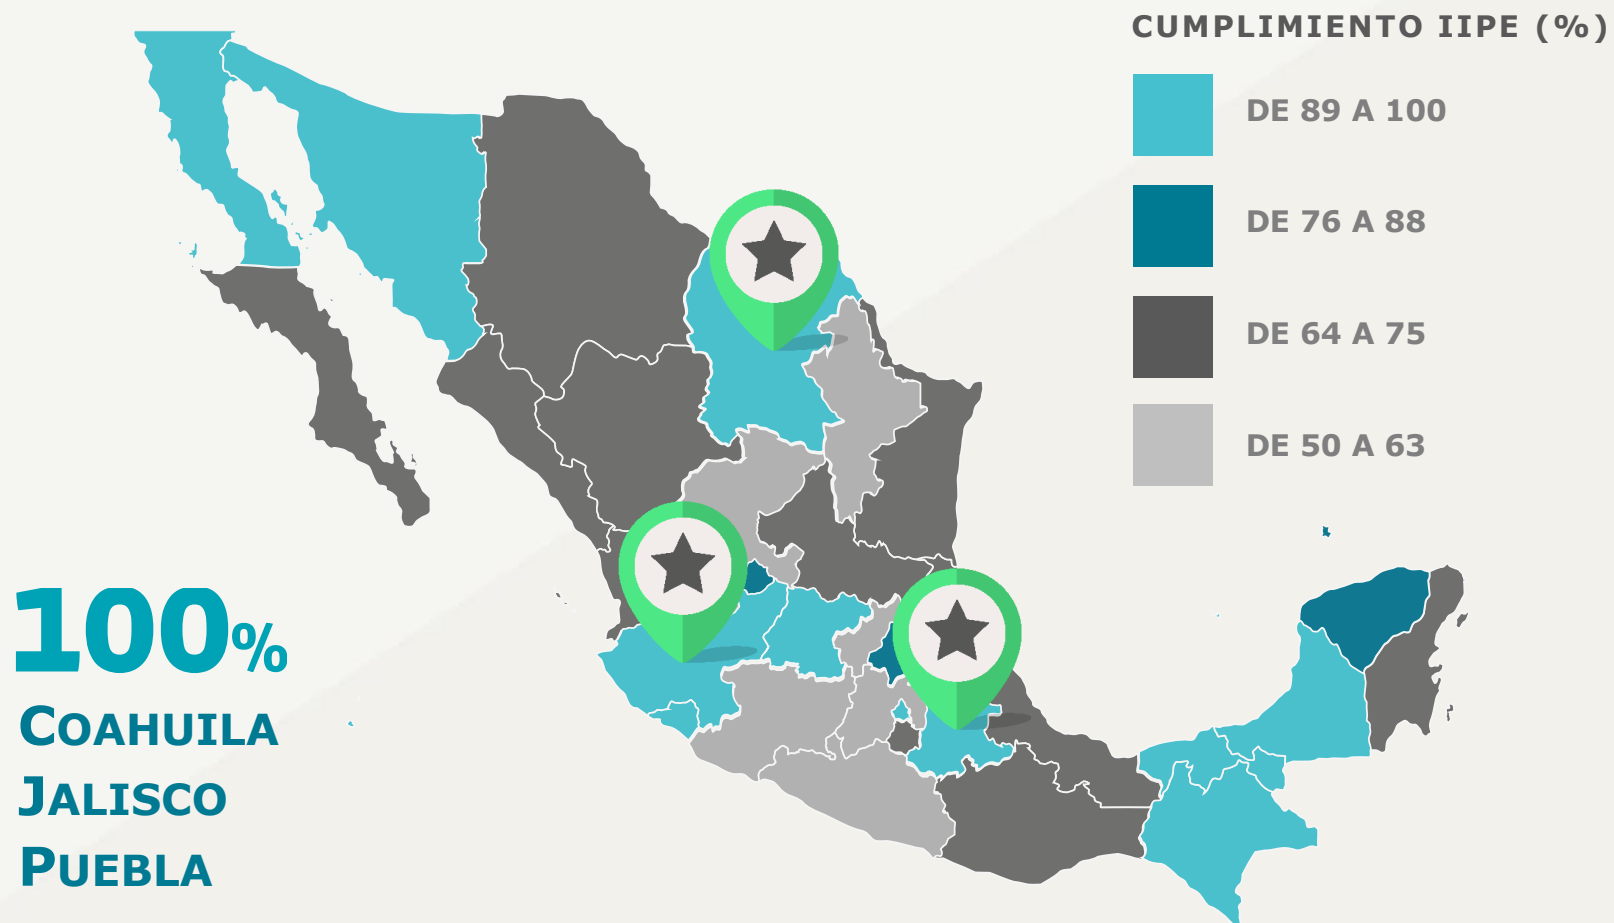 CUMPLIMIENTO IIPE (%)
DE 89 A 100
DE 76 A 88
DE 64 A 75
DE 50 A 63
100%
COAHUILA
JALISCO
PUEBLA